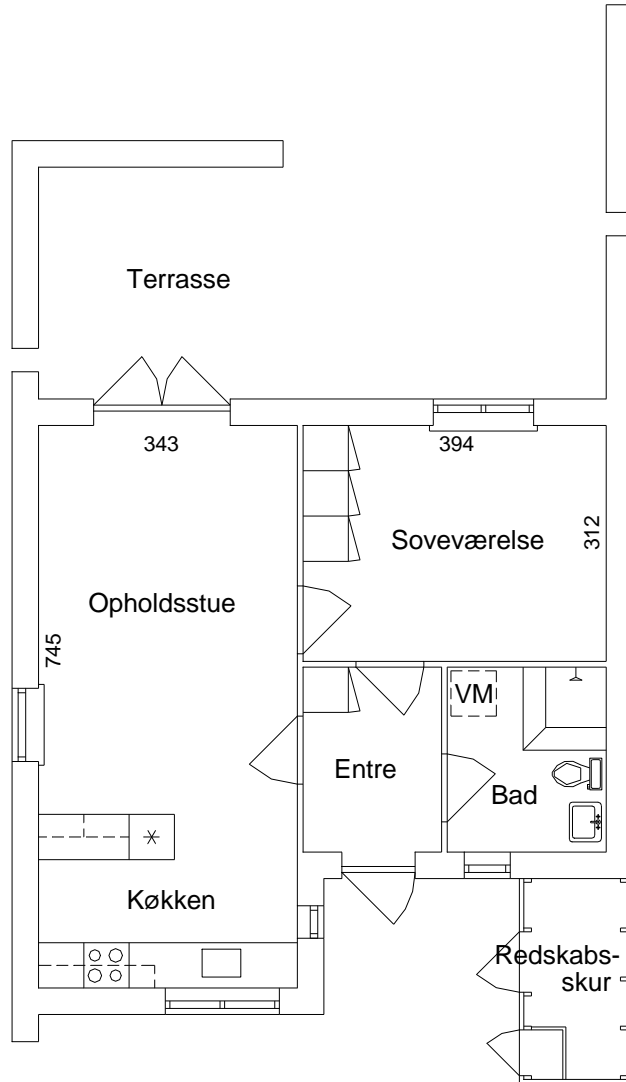 Terrasse
343
394
Soveværelse
312
Opholdsstue
745
VM
Entre
Bad
Køkken
Redskabs-
skur